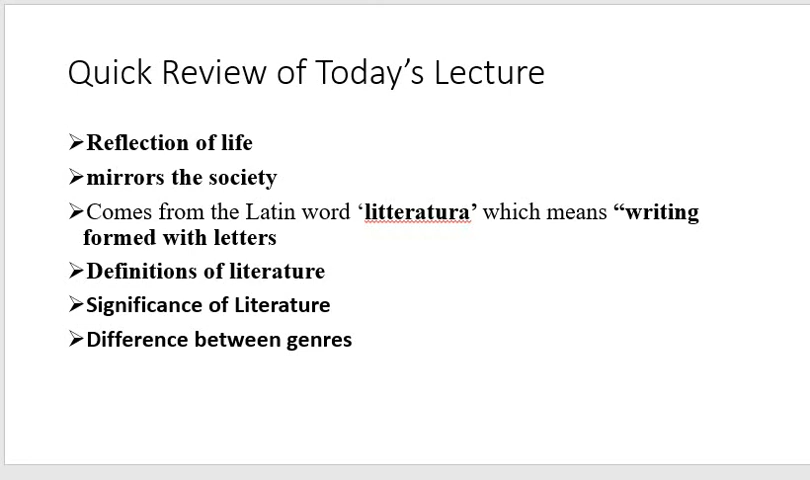 Quick Review of Today’s Lecture
➢Reflection of life
➢mirrors the society
➢Comes from the Latin word ‘litteratura’ which means “writing
formed with letters
➢Definitions of literature
➢Significance of Literature
➢Difference between genres